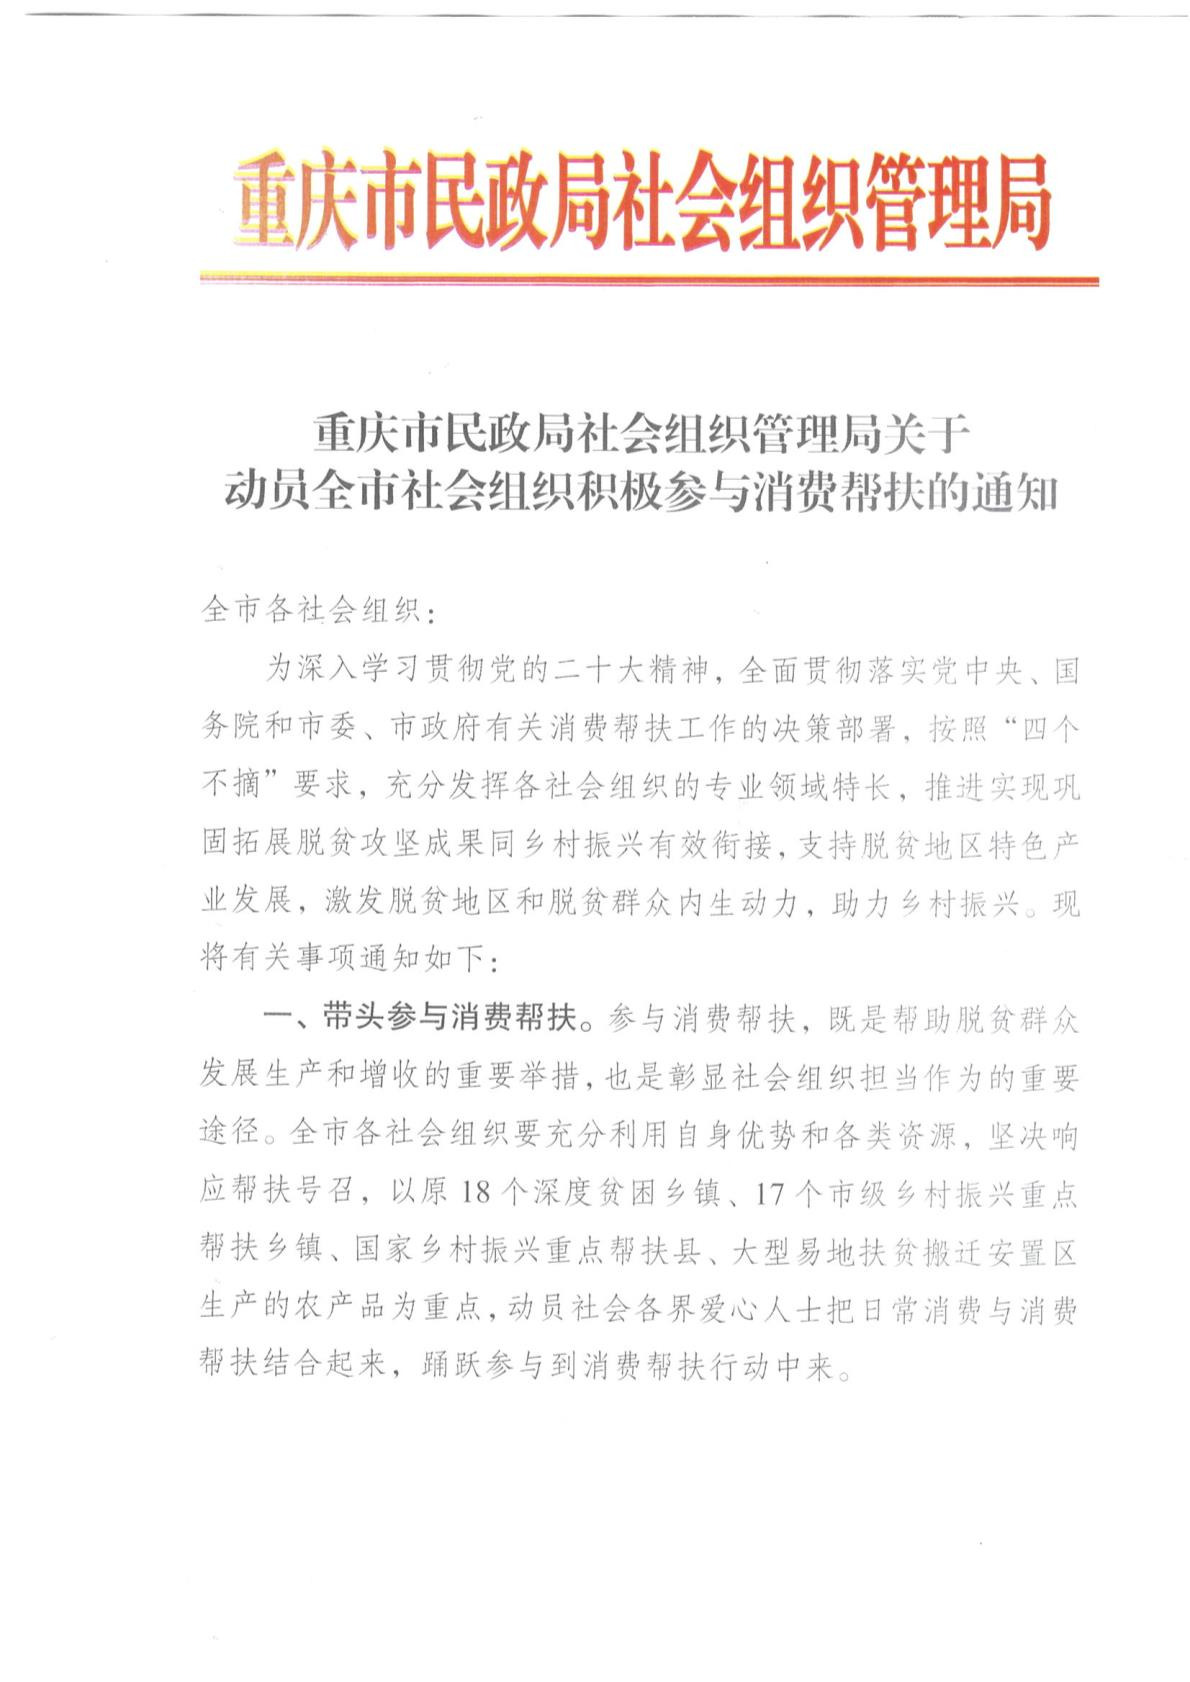 重庆市民政局社会组织管理局
重庆市民政局社会组织管理局关于
动员全市社会组织积极参与消费帮扶的通知
全市各社会组织：
为深入学习贯彻党的二十大精神，全面贯彻落实党中央、国
务院和市委、市政府有关消费帮扶工作的决策部署，按照“四个
不摘”要求，充分发挥各社会组织的专业领域特长，推进实现巩
固拓展脱贫攻坚成果同乡村振兴有效衔接，支持脱贫地区特色产
业发展，激发脱贫地区和脱贫群众内生动力，助力乡村振兴。现
将有关事项通知如下：
一、带头参与消费帮扶。参与消费帮扶，既是帮助脱贫群众
发展生产和增收的重要举措，也是彰显社会组织担当作为的重要
途径。全市各社会组织要充分利用自身优势和各类资源，坚决响
应帮扶号召，以原 18 个深度贫困乡镇、17 个市级乡村振兴重点
帮扶乡镇、国家乡村振兴重点帮扶县、大型易地扶贫搬迁安置区
生产的农产品为重点，动员社会各界爱心人士把日常消费与消费
帮扶结合起来，踊跃参与到消费帮扶行动中来。